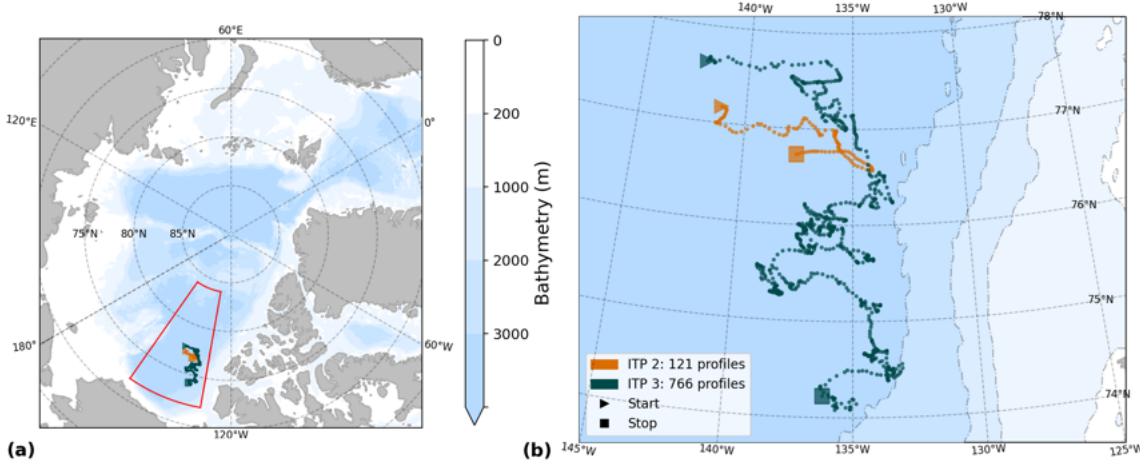 60°E
120°E
0°
75°N
80°N
85°N
180°
60°W
120°W
(a)
0
200
1000
2000
3000
Bathymetry (m)
140°W
135°W
130°W
78°N
77°N
76°N
75°N
74°N
ITP 2: 121 profiles
ITP 3: 766 profiles
Start
Stop
145°W
140°W
135°W
130°W
125°W
(b)